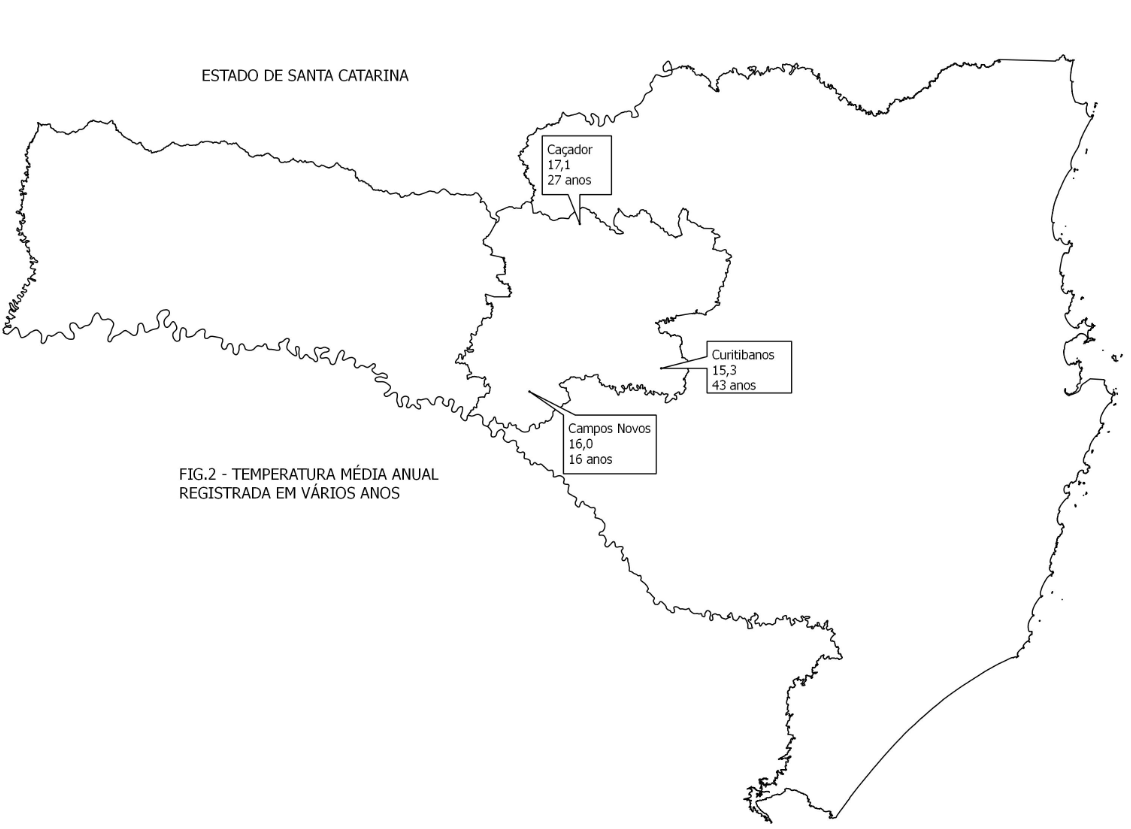 ESTADO DE SANTA CATARINA
Caçador
17,1
27 anos
Curitibanos
15,3
43 anos
Campos Novos
16,0
16 anos
FIG.2 - TEMPERATURA MÉDIA ANUAL
REGISTRADA EM VÁRIOS ANOS